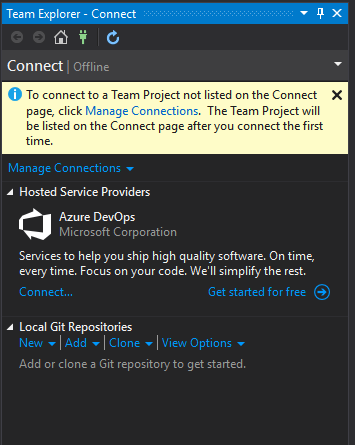 Team Explorer - Connect
Connect | Offline
To connect to a Team Project not listed on the Connect
page, click Manage Connections. The Team Project will
be listed on the Connect page after you connect the first
time.
Manage Connections
Hosted Service Providers
Azure DevOps
Microsoft Corporation
Services to help you ship high quality software. On time,
every time. Focus on your code. We'll simplify the rest.
Connect... Get started for free
Local Git Repositories
New | Add | Clone | View Options
Add or clone a Git repository to get started.